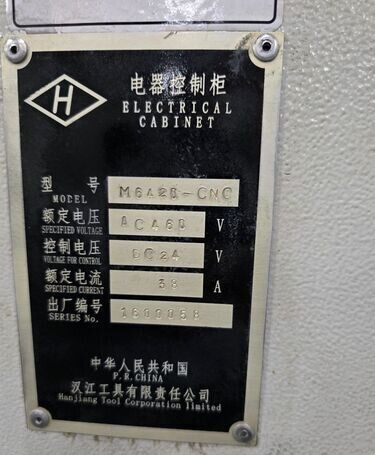 H
电器控制柜
ELECTRICAL
CABINET
型号 M6420-CNC
MODEL
额定电压 AC460 V
SPECIFIED VOLTAGE
控制电压 DC24 V
VOLTAGE FOR CONTROL
额定电流 38 A
SPECIFIED CURRENT
出厂编号 1600058
SERIES No.
中华人民共和国
P.R.CHINA
汉江工具有限责任公司
Hanjiang Tool Corporation limited